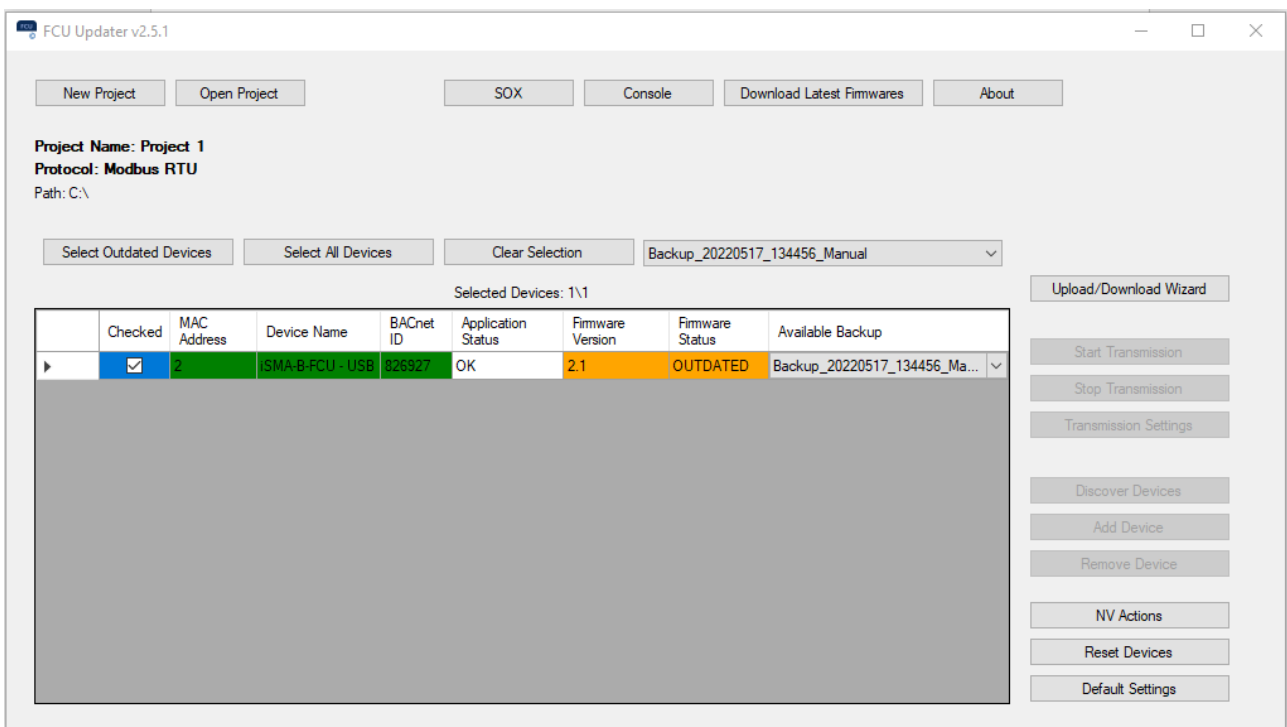 FCU FCU Updater v2.5.1
New Project Open Project SOX Console Download Latest Firmwares About
Project Name: Project 1
Protocol: Modbus RTU
Path: C:\
Select Outdated Devices Select All Devices Clear Selection Backup_20220517_134456_Manual
Selected Devices: 1\1
Checked MAC Address Device Name BACnet ID Application Status Firmware Version Firmware Status Available Backup
2 iSMA-B-FCU - USB 826927 OK 2.1 OUTDATED Backup_20220517_134456_Ma...
Upload/Download Wizard
Start Transmission
Stop Transmission
Transmission Settings
Discover Devices
Add Device
Remove Device
NV Actions
Reset Devices
Default Settings